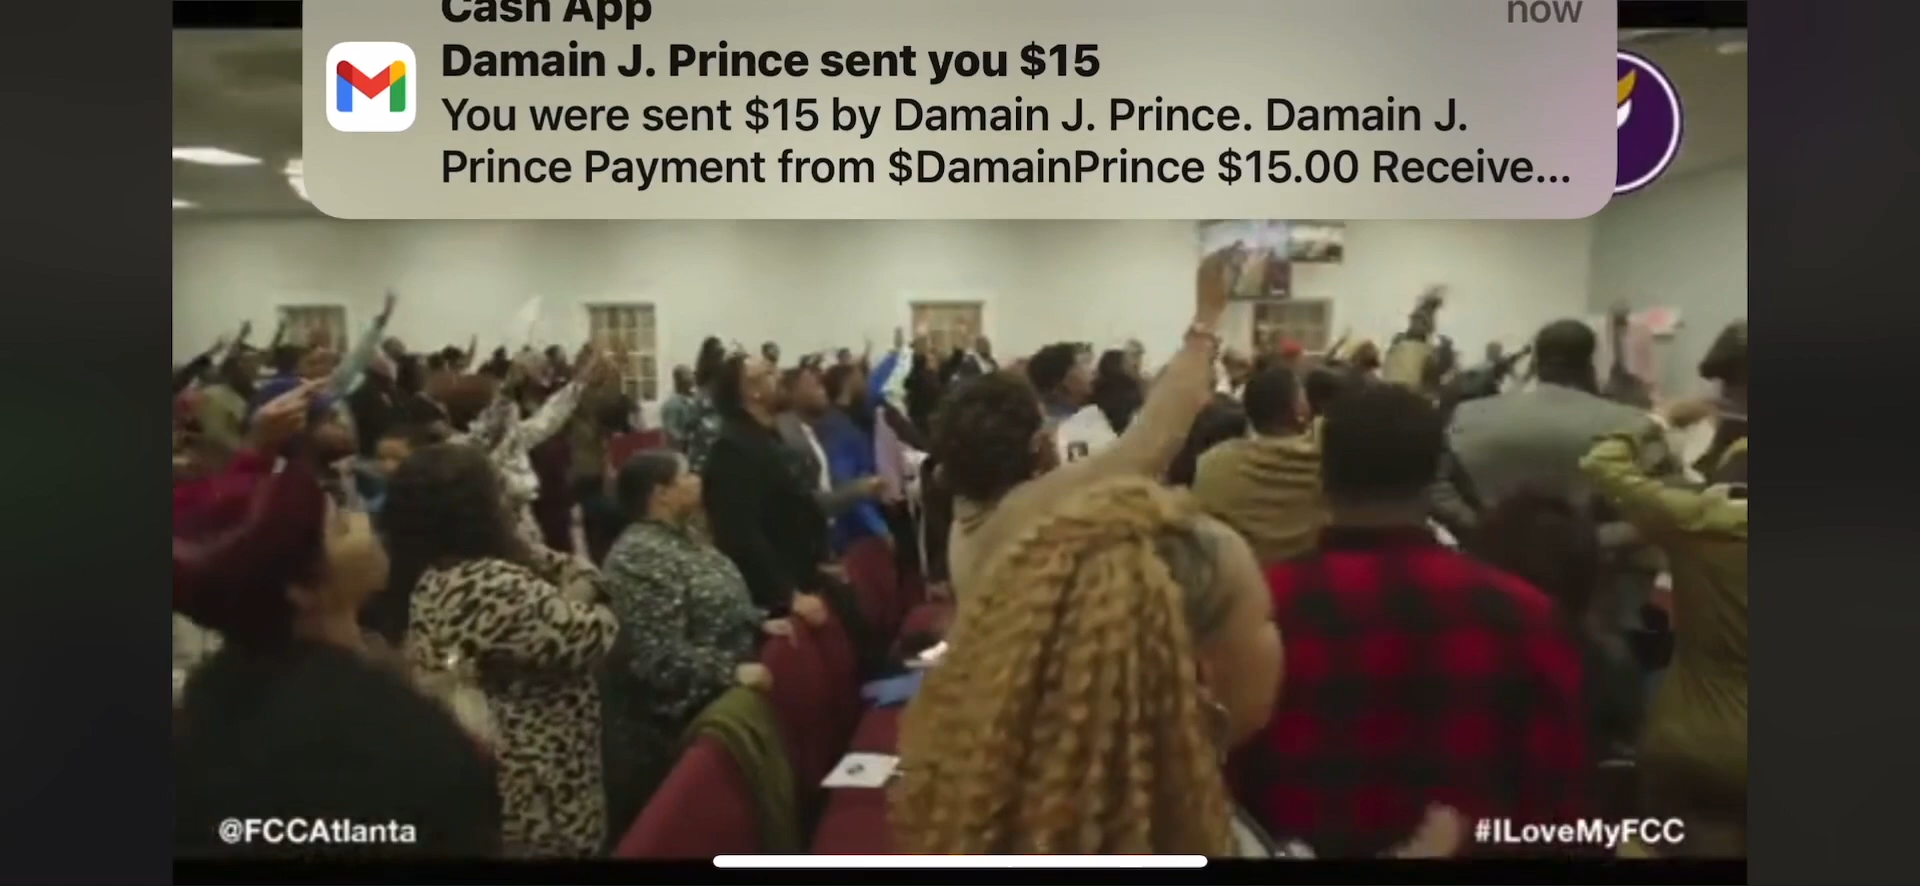 Cash App
now
Damain J. Prince sent you $15
You were sent $15 by Damain J. Prince. Damain J.
Prince Payment from $DamainPrince $15.00 Receive...
@FCCAtlanta
#ILoveMyFCC